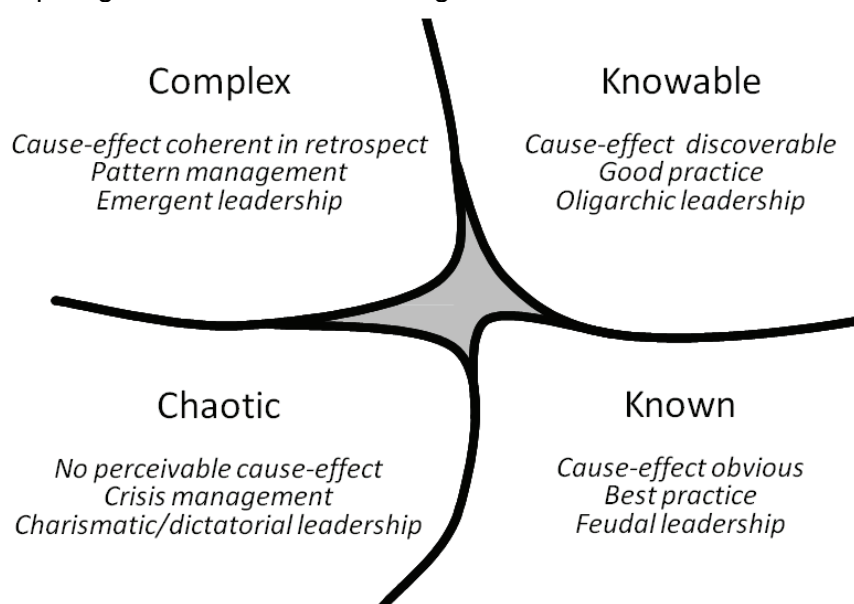 Complex
Cause-effect coherent in retrospect
Pattern management
Emergent leadership
Knowable
Cause-effect discoverable
Good practice
Oligarchic leadership
Chaotic
No perceivable cause-effect
Crisis management
Charismatic/dictatorial leadership
Known
Cause-effect obvious
Best practice
Feudal leadership